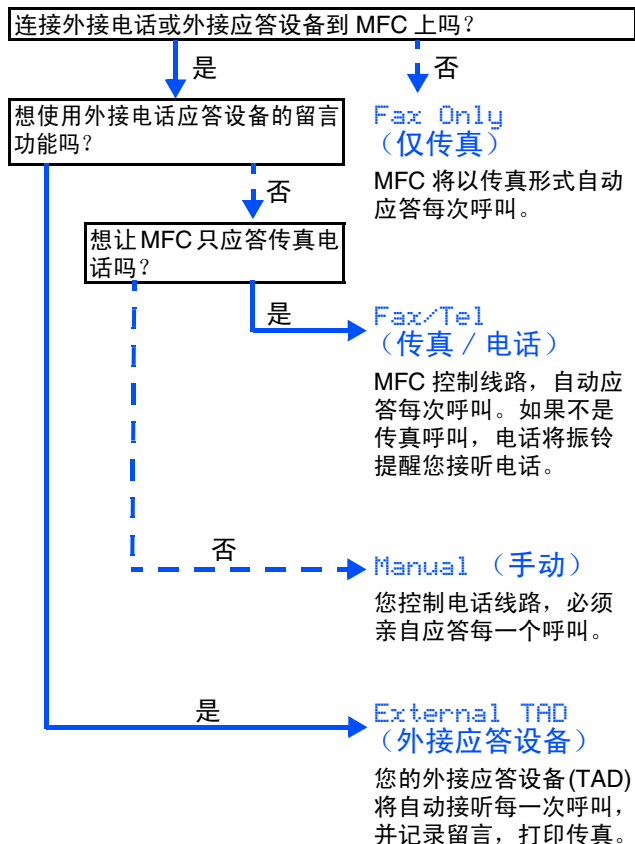 连接外接电话或外接应答设备到 MFC 上吗？
是
否
想使用外接电话应答设备的留言
功能吗？
Fax Only
（仅传真）
MFC 将以传真形式自动
应答每次呼叫。
否
想让MFC只应答传真电
话吗？
是
Fax/Tel
（传真 / 电话）
MFC 控制线路，自动应
答每次呼叫。如果不是
传真呼叫，电话将振铃
提醒您接听电话。
否
Manual （手动）
您控制电话线路，必须
亲自应答每一个呼叫。
是
External TAD
（外接应答设备）
您的外接应答设备(TAD)
将自动接听每一次呼叫，
并记录留言，打印传真。